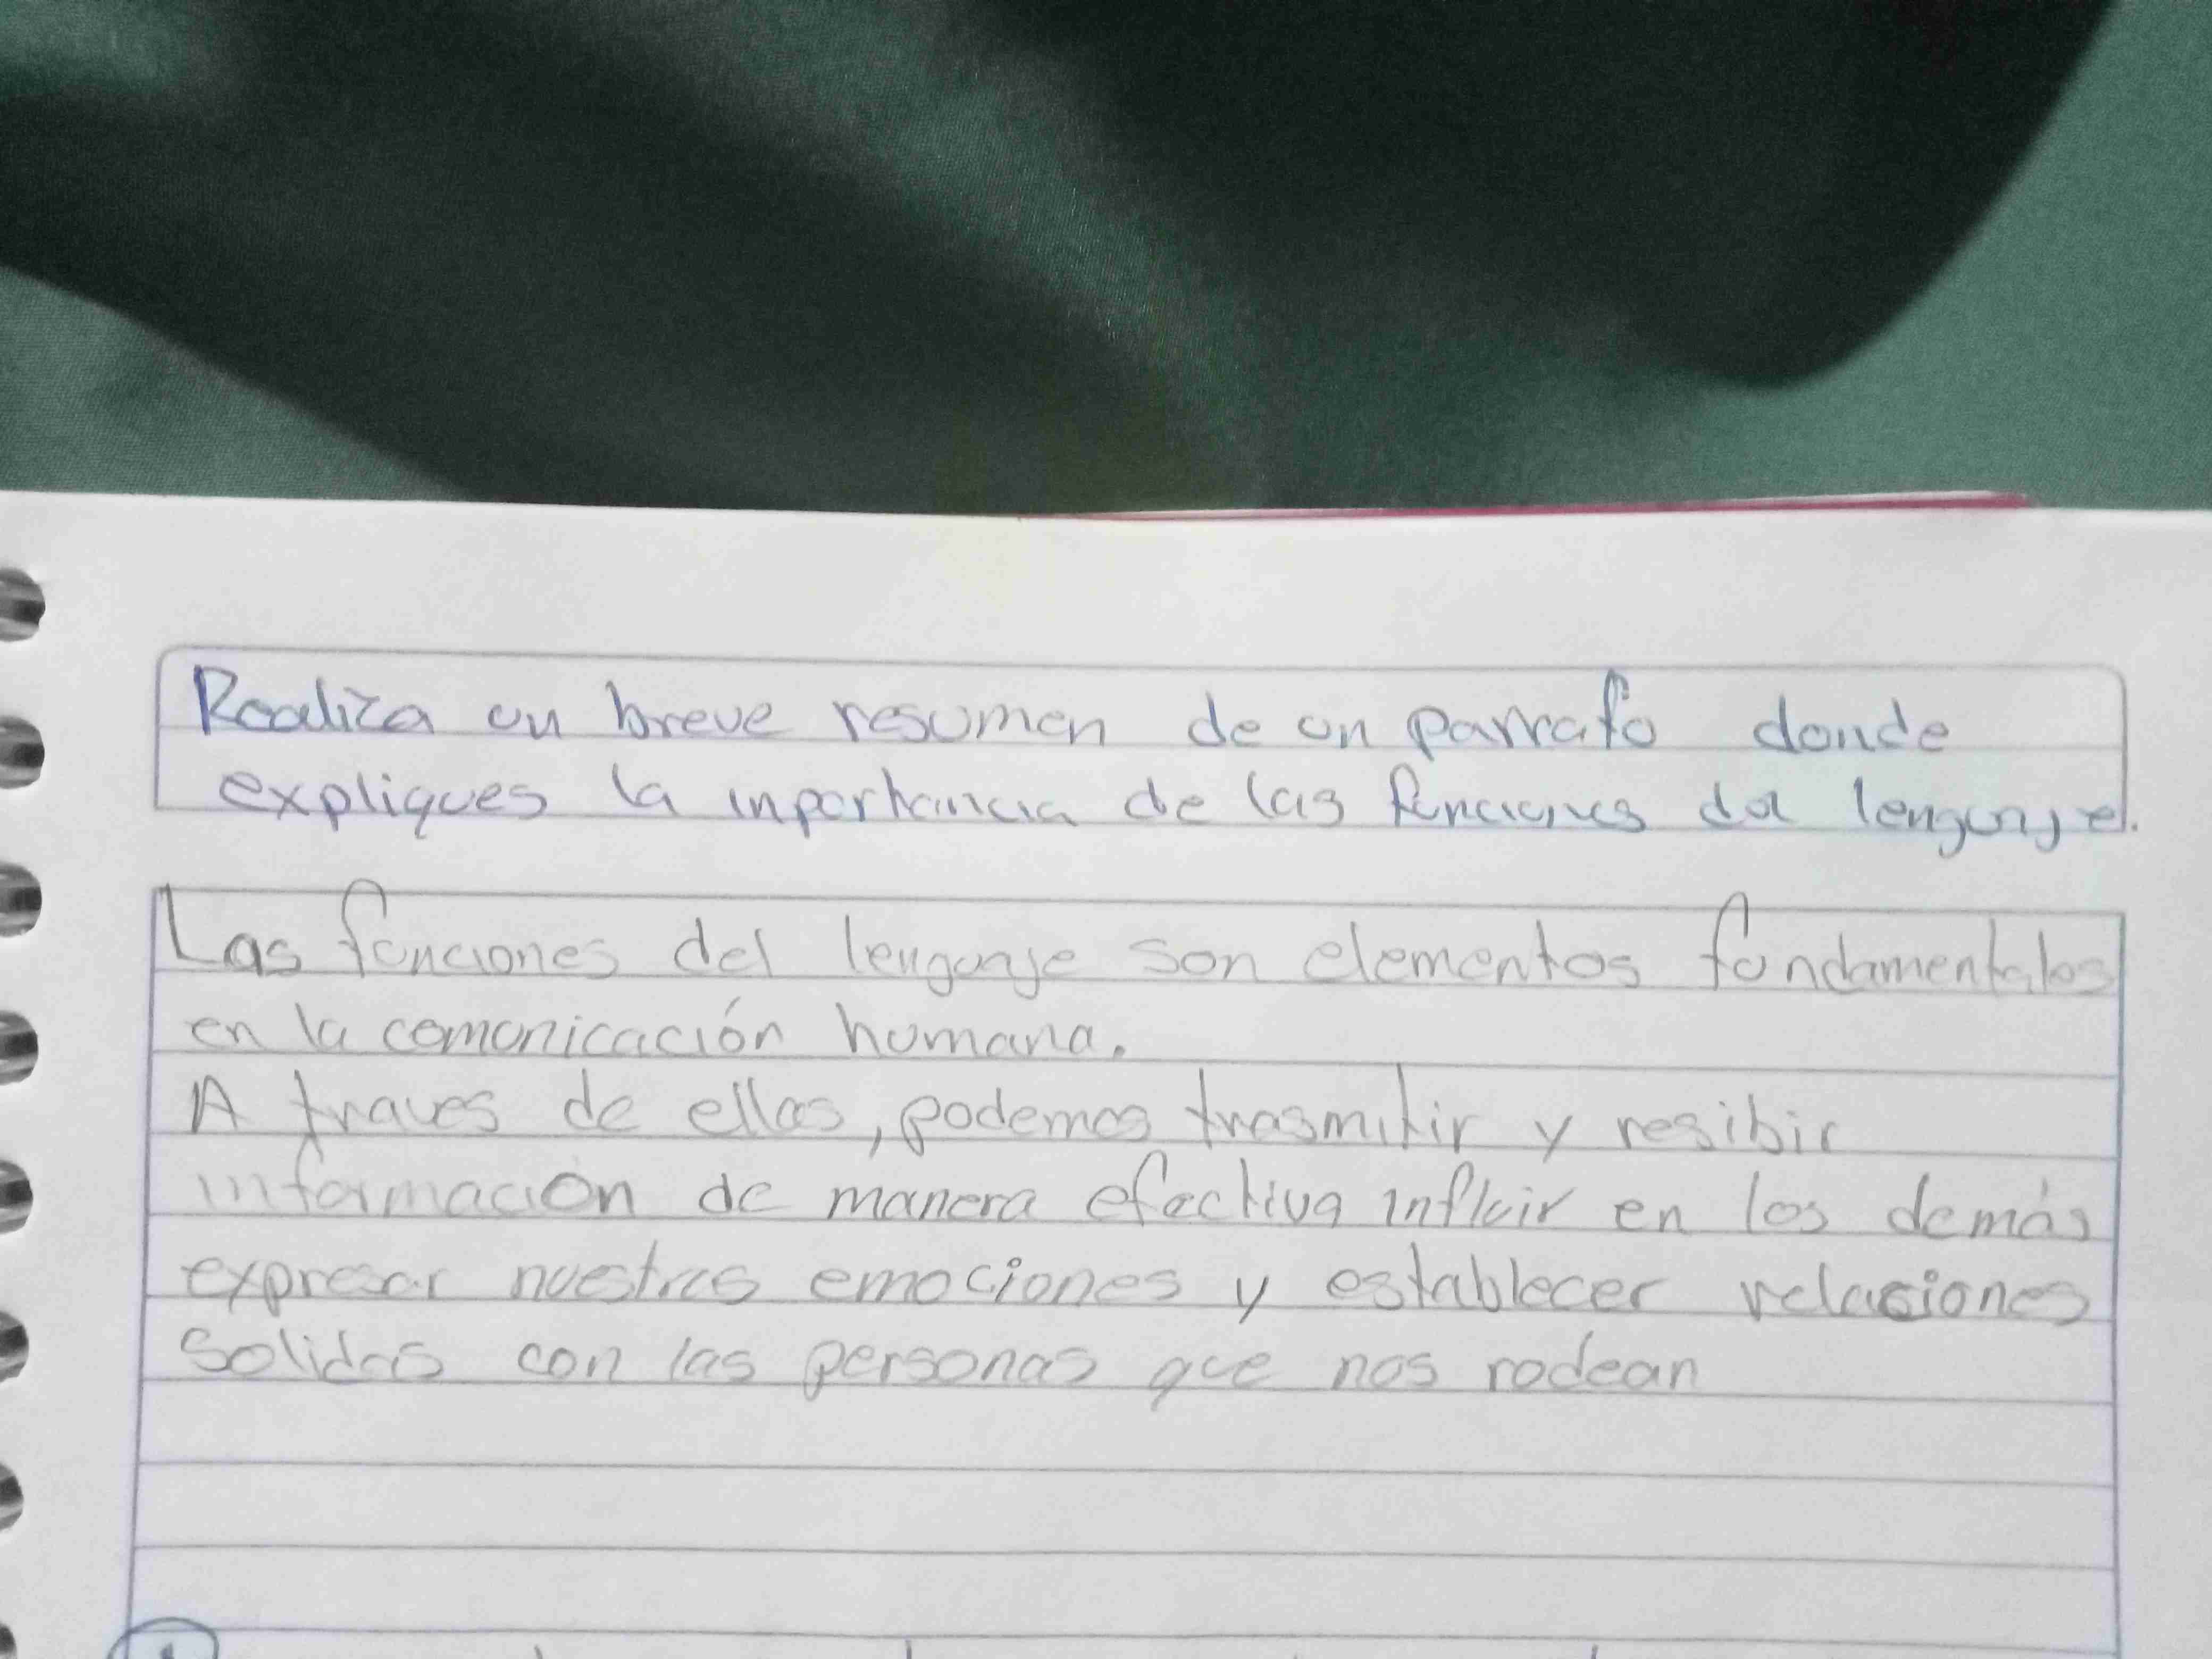 Realiza un breve resumen de un parrafo donde
expliques la inportancia de las funciones del lenguaje.
Las funciones del lenguaje son elementos fundamentales
en la comunicación humana.
A traves de ellas, podemos trasmitir y resibir
información de manera efectiva influir en los demás
expresar nuestras emociones y establecer relaciones
solidas con las personas que nos rodean